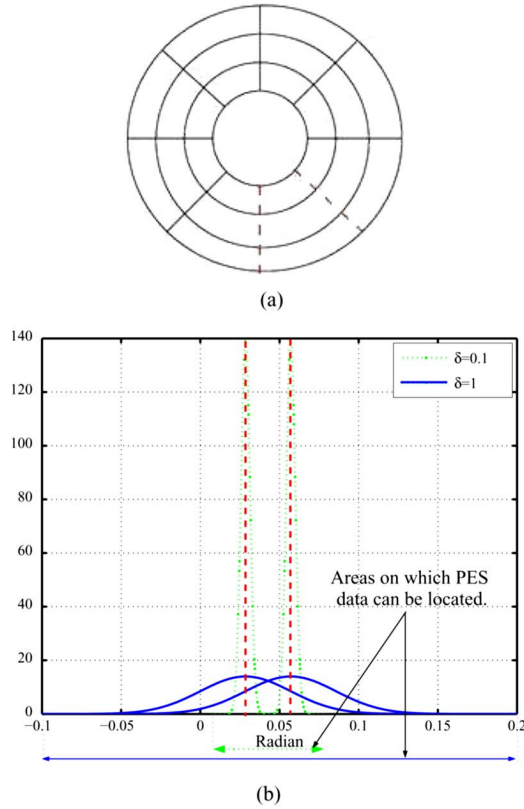 (a)
140
120
100
80
60
40
20
0
δ=0.1
δ=1
Areas on which PES
data can be located.
-0.1 -0.05 0 0.05 0.1 0.15 0.2
Radian
(b)